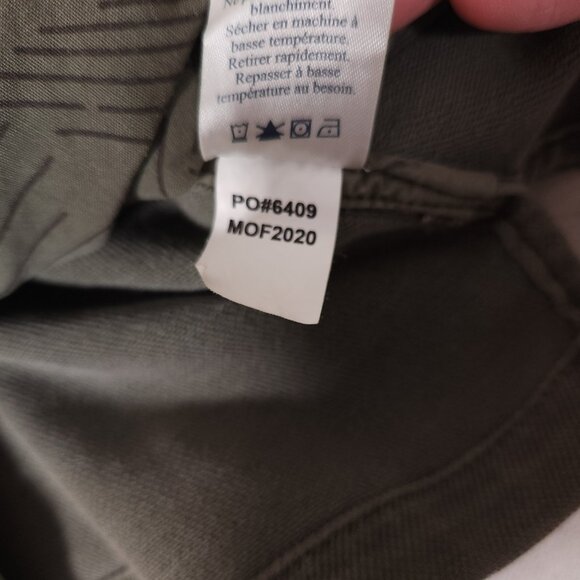 blanchiment.
Sécher en machine à
basse température.
Retirer rapidement.
Repasser à basse
température au besoin.
PO#6409
MOF2020